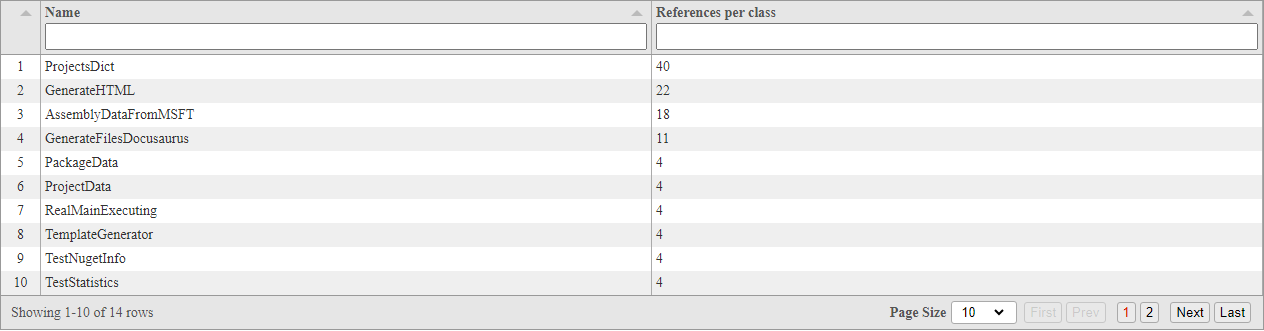 Name References per class
1 ProjectsDict 40
2 GenerateHTML 22
3 AssemblyDataFromMSFT 18
4 GenerateFilesDocusaurus 11
5 PackageData 4
6 ProjectData 4
7 RealMainExecuting 4
8 TemplateGenerator 4
9 TestNugetInfo 4
10 TestStatistics 4
Showing 1-10 of 14 rows Page Size 10 First Prev 1 2 Next Last